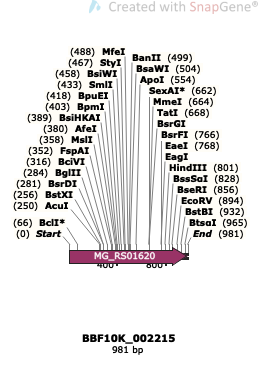 Created with SnapGene®
(488) MfeI
(467) StyI
(458) BsiWI
(433) SmlI
(418) BpuEI
(403) BpmI
(389) BsiHKAI
(380) AfeI
(358) MslI
(352) FspAI
(316) BciVI
(284) BglII
(281) BsrDI
(256) BstXI
(250) AcuI
(66) BclI*
(0) Start
BanII (499)
BsaWI (504)
ApoI (554)
SexAI* (662)
MmeI (664)
TatI (668)
BsrGI
BsrFI (766)
EaeI (768)
EagI
HindIII (801)
BssSαI (828)
BseRI (856)
EcoRV (894)
BstBI (932)
BtsαI (965)
End (981)
MG_RS01620
400
800
BBF10K_002215
981 bp